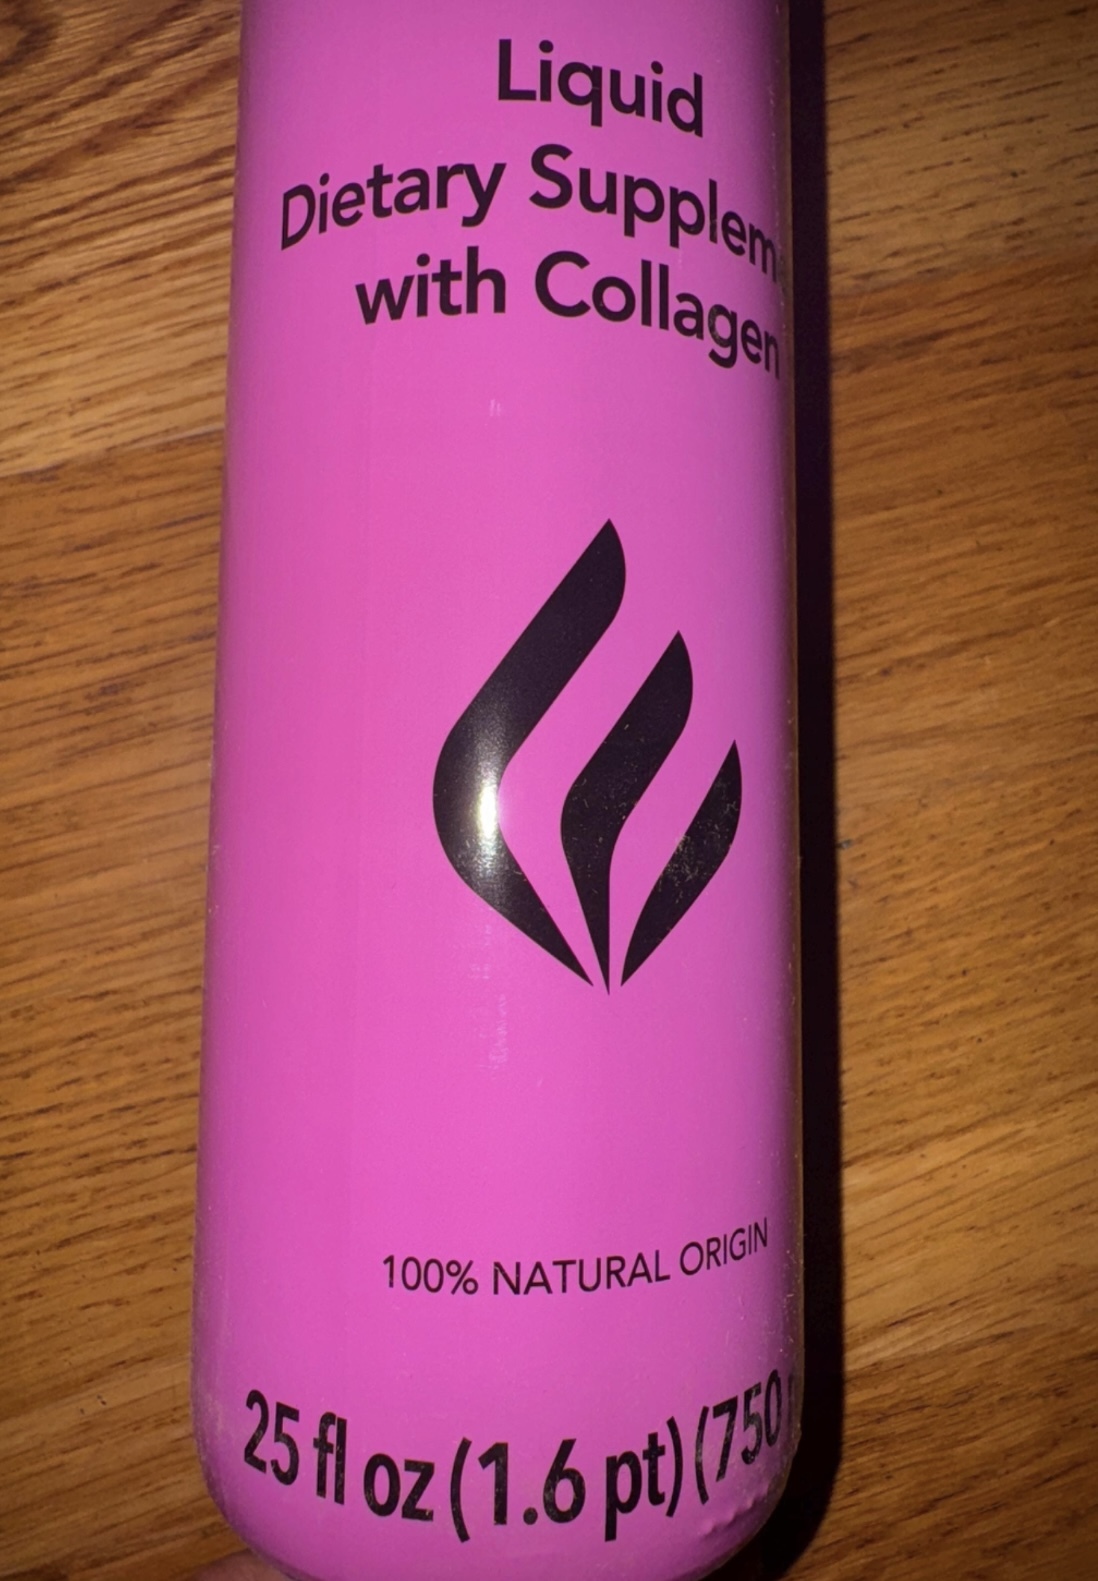 Liquid
Dietary Supplem
with Collagen
100% NATURAL ORIGIN
25 fl oz (1.6 pt) (750